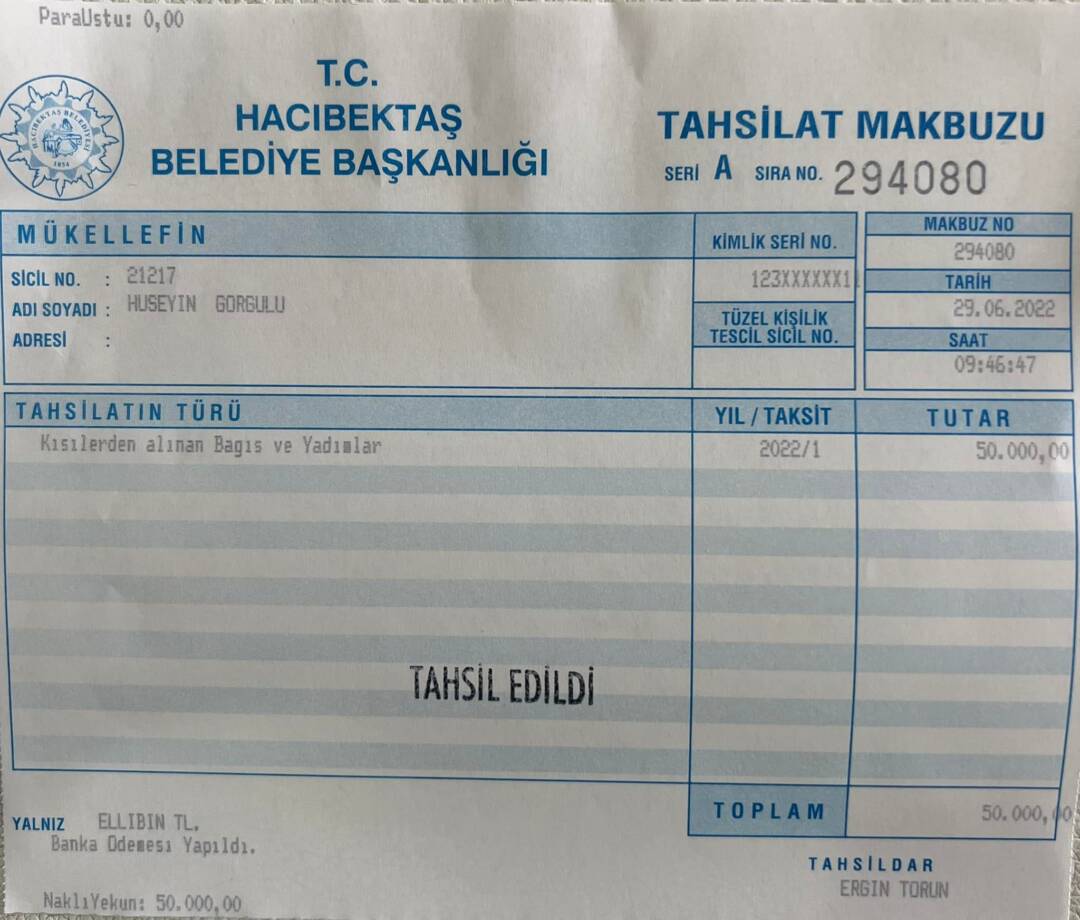 ParaUstu: 0,00
T.C.
HACIBEKTAŞ
BELEDİYE BAŞKANLIĞI
HACIBEKTAŞ BELEDİYESİ
1854
TAHSİLAT MAKBUZU
SERİ A SIRA NO. 294080
MÜKELLEFİN
SİCİL NO. : 21217
ADI SOYADI : HUSEYIN GORGULU
ADRESİ :
KİMLİK SERİ NO.
123XXXXXX1
TÜZEL KİŞİLİK
TESCİL SİCİL NO.
MAKBUZ NO
294080
TARİH
29.06.2022
SAAT
09:46:47
TAHSİLATIN TÜRÜ YIL / TAKSİT TUTAR
Kısılerden alınan Bagıs ve Yadımlar 2022/1 50.000,00
TAHSİL EDİLDİ
TOPLAM 50.000,00
YALNIZ ELLIBIN TL.
Banka Odemesı Yapıldı.
TAHSİLDAR
ERGIN TORUN
NaklıYekun: 50.000,00